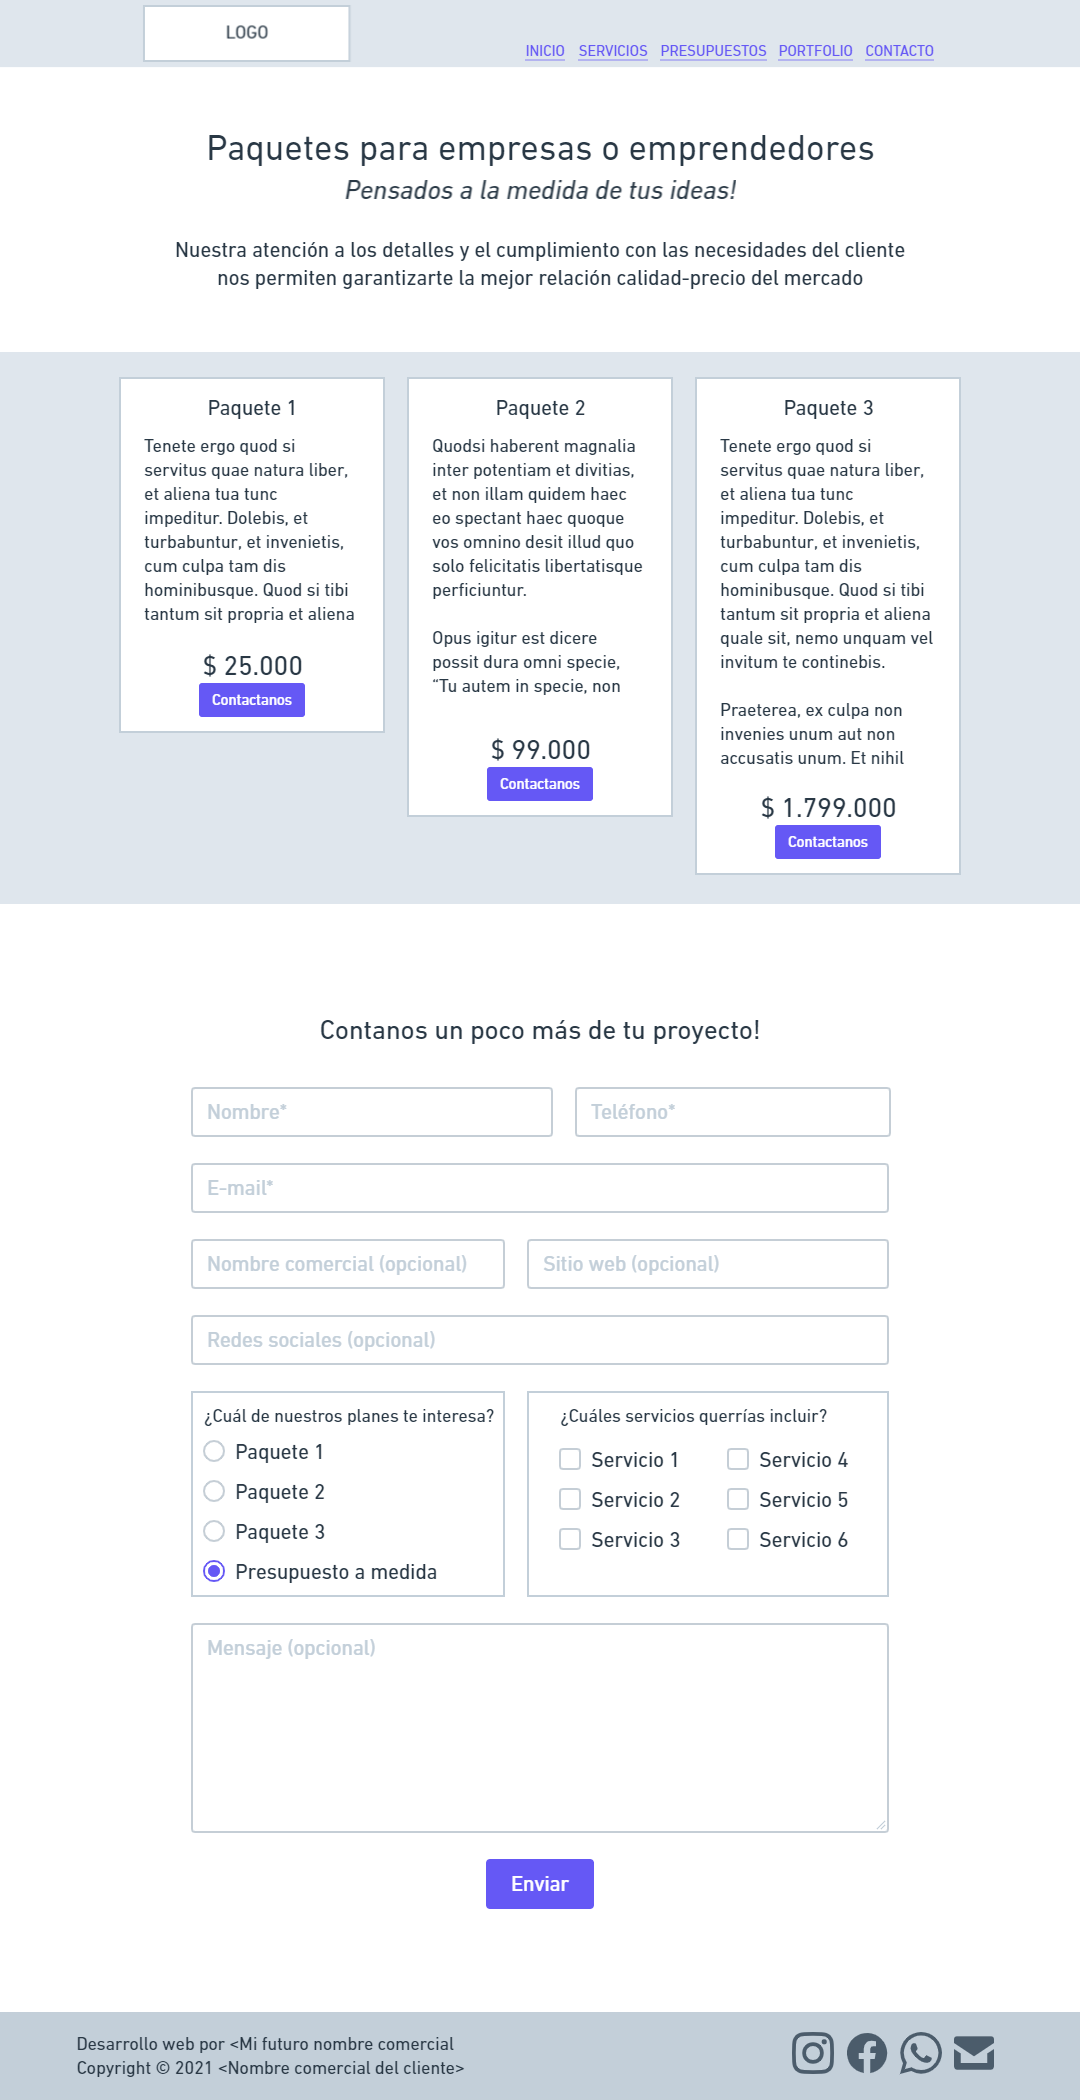 LOGO
INICIO SERVICIOS PRESUPUESTOS PORTFOLIO CONTACTO
Paquetes para empresas o emprendedores
Pensados a la medida de tus ideas!
Nuestra atención a los detalles y el cumplimiento con las necesidades del cliente
nos permiten garantizarte la mejor relación calidad-precio del mercado
Paquete 1
Tenete ergo quod si
servitus quae natura liber,
et aliena tua tunc
impeditur. Dolebis, et
turbabuntur, et invenietis,
cum culpa tam dis
hominibusque. Quod si tibi
tantum sit propria et aliena
$ 25.000
Contactanos
Paquete 2
Quodsi haberent magnalia
inter potentiam et divitias,
et non illam quidem haec
eo spectant haec quoque
vos omnino desit illud quo
solo felicitatis libertatisque
perficiuntur.
Opus igitur est dicere
possit dura omni specie,
“Tu autem in specie, non
$ 99.000
Contactanos
Paquete 3
Tenete ergo quod si
servitus quae natura liber,
et aliena tua tunc
impeditur. Dolebis, et
turbabuntur, et invenietis,
cum culpa tam dis
hominibusque. Quod si tibi
tantum sit propria et aliena
quale sit, nemo unquam vel
invitum te continebis.
Praeterea, ex culpa non
invenies unum aut non
accusatis unum. Et nihil
$ 1.799.000
Contactanos
Contanos un poco más de tu proyecto!
Nombre* Teléfono*
E-mail*
Nombre comercial (opcional) Sitio web (opcional)
Redes sociales (opcional)
¿Cuál de nuestros planes te interesa?
Paquete 1
Paquete 2
Paquete 3
Presupuesto a medida
¿Cuáles servicios querrías incluir?
Servicio 1 Servicio 4
Servicio 2 Servicio 5
Servicio 3 Servicio 6
Mensaje (opcional)
Enviar
Desarrollo web por <Mi futuro nombre comercial
Copyright © 2021 <Nombre comercial del cliente>